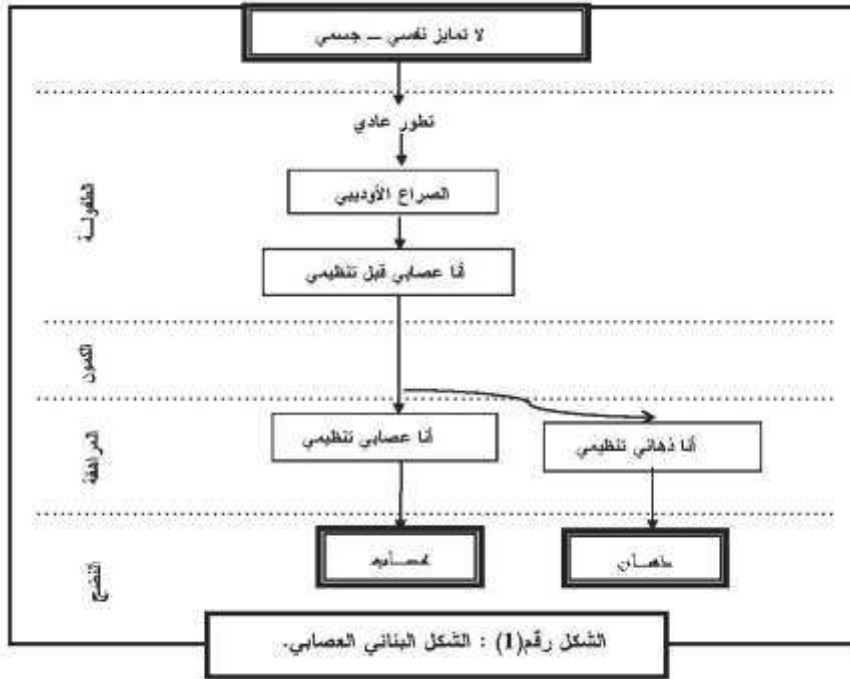 لا تمايز نفسي – جسمي
تطور عادي
الصراع الأوديبي
أنا عصابي قبل تنظيمي
الطفولة
الكمون
أنا عصابي تنظيمي
أنا ذهاني تنظيمي
المراهقة
عصاب
ذهان
النضج
الشكل رقم(1) : الشكل البنائي العصابي.